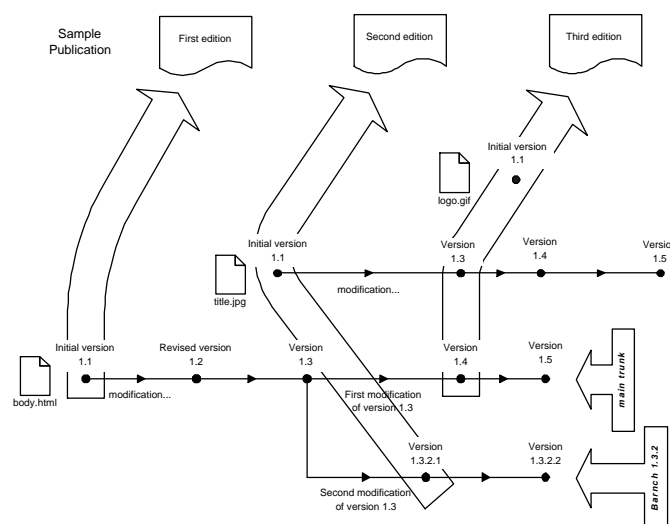 Sample
Publication
First edition
Second edition
Third edition
Initial version
1.1
logo.gif
Initial version
1.1
Version
1.3
Version
1.4
Version
1.5
title.jpg
modification...
Initial version
1.1
Revised version
1.2
Version
1.3
Version
1.4
Version
1.5
body.html
modification...
First modification
of version 1.3
main trunk
Version
1.3.2.1
Version
1.3.2.2
Second modification
of version 1.3
Barnch 1.3.2